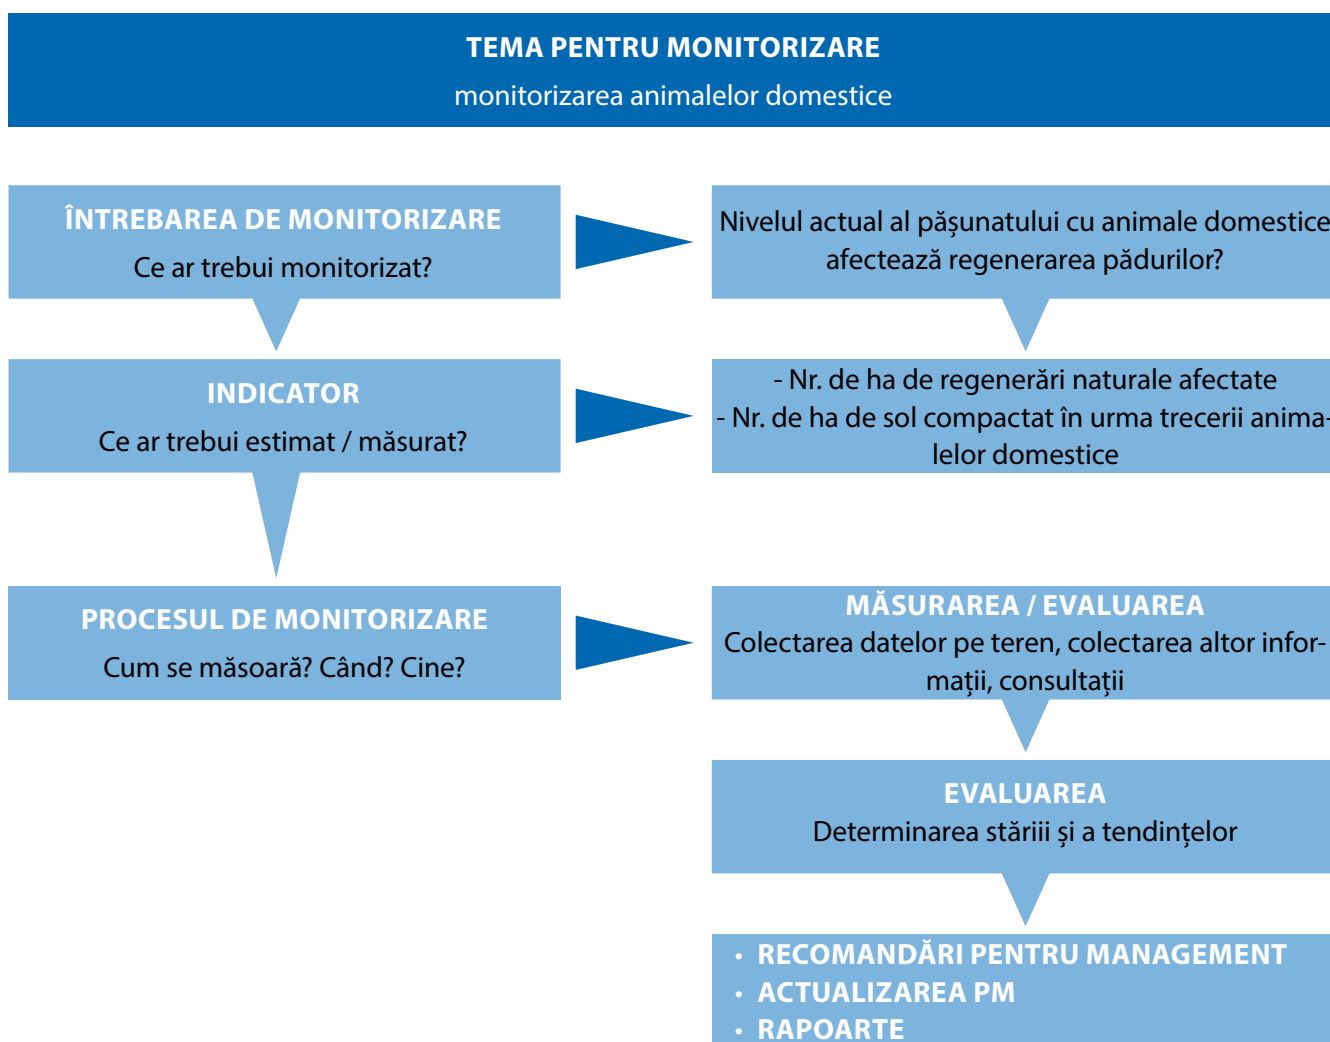 TEMA PENTRU MONITORIZARE
monitorizarea animalelor domestice
ÎNTREBAREA DE MONITORIZARE
Ce ar trebui monitorizat?
Nivelul actual al pășunatului cu animale domestice
afectează regenerarea pădurilor?
INDICATOR
Ce ar trebui estimat / măsurat?
- Nr. de ha de regenerări naturale afectate
- Nr. de ha de sol compactat în urma trecerii anima-
lelor domestice
PROCESUL DE MONITORIZARE
Cum se măsoară? Când? Cine?
MĂSURAREA / EVALUAREA
Colectarea datelor pe teren, colectarea altor infor-
mații, consultații
EVALUAREA
Determinarea stăriii și a tendințelor
• RECOMANDĂRI PENTRU MANAGEMENT
• ACTUALIZAREA PM
• RAPOARTE